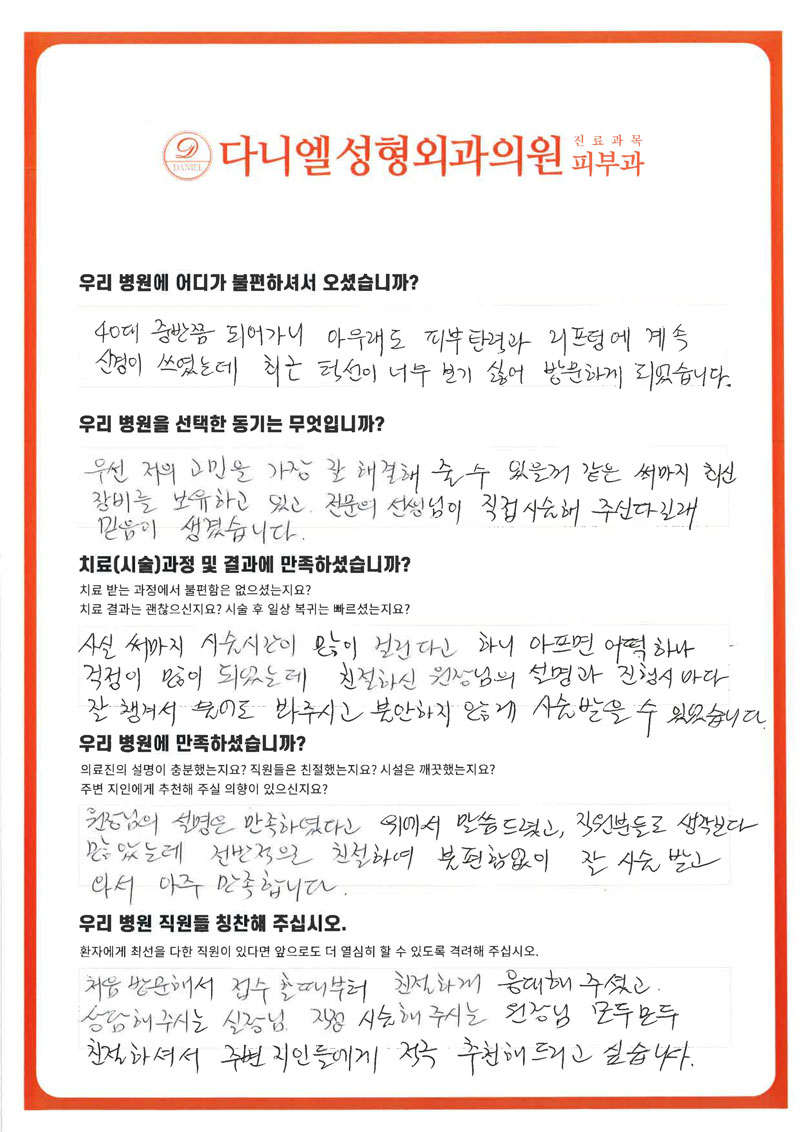 DANIEL
다니엘성형외과의원 진료과목 피부과
우리 병원에 어디가 불편하셔서 오셨습니까?
40대 중반쯤 되어가니 아무래도 피부탄력과 리프팅에 계속
신경이 쓰였는데 최근 턱선이 너무 보기 싫어 방문하게 되었습니다.
우리 병원을 선택한 동기는 무엇입니까?
우선 저의 고민을 가장 잘 해결해 줄 수 있을거 같은 써마지 최신
장비를 보유하고 있고. 전문의 선생님이 직접시술해 주신다길래
믿음이 생겼습니다.
치료(시술)과정 및 결과에 만족하셨습니까?
치료 받는 과정에서 불편함은 없으셨는지요?
치료 결과는 괜찮으신지요? 시술 후 일상 복귀는 빠르셨는지요?
사실 써마지 시술시간이 많이 걸린다고 하니 아프면 어떡하나
걱정이 많이 되었는데 친절하신 원장님의 설명과 진행시마다
잘 챙겨서 봐주시고 불안하지 않게 시술받을 수 있었습니다.
우리 병원에 만족하셨습니까?
의료진의 설명이 충분했는지요? 직원들은 친절했는지요? 시설은 깨끗했는지요?
주변 지인에게 추천해 주실 의향이 있으신지요?
원장님의 설명은 만족하였다고 위에서 말씀드렸고, 직원분들도 생각보다
많았는데 전반적으로 친절하여 불편함없이 잘 시술 받고
와서 아주 만족합니다.
우리 병원 직원들 칭찬해 주십시오.
환자에게 최선을 다한 직원이 있다면 앞으로도 더 열심히 할 수 있도록 격려해 주십시오.
처음 방문해서 접수 할때부터 친절하게 응대해 주셨고.
상담해주시는 실장님. 직접 시술해 주시는 원장님 모두모두
친절하셔서 주변 지인들에게 적극 추천해드리고 싶습니다.